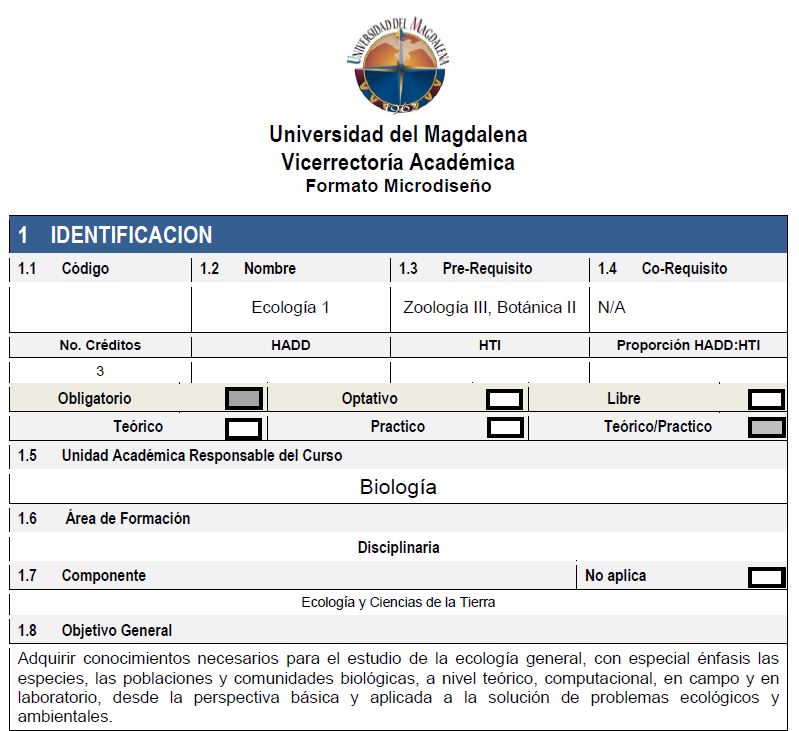 UNIVERSIDAD DEL MAGDALENA
1967
Universidad del Magdalena
Vicerrectoría Académica
Formato Microdiseño
1 IDENTIFICACION
1.1 Código 1.2 Nombre 1.3 Pre-Requisito 1.4 Co-Requisito
Ecología 1 Zoología III, Botánica II N/A
No. Créditos HADD HTI Proporción HADD:HTI
3
Obligatorio Optativo Libre
Teórico Practico Teórico/Practico
1.5 Unidad Académica Responsable del Curso
Biología
1.6 Área de Formación
Disciplinaria
1.7 Componente No aplica
Ecología y Ciencias de la Tierra
1.8 Objetivo General
Adquirir conocimientos necesarios para el estudio de la ecología general, con especial énfasis las
especies, las poblaciones y comunidades biológicas, a nivel teórico, computacional, en campo y en
laboratorio, desde la perspectiva básica y aplicada a la solución de problemas ecológicos y
ambientales.